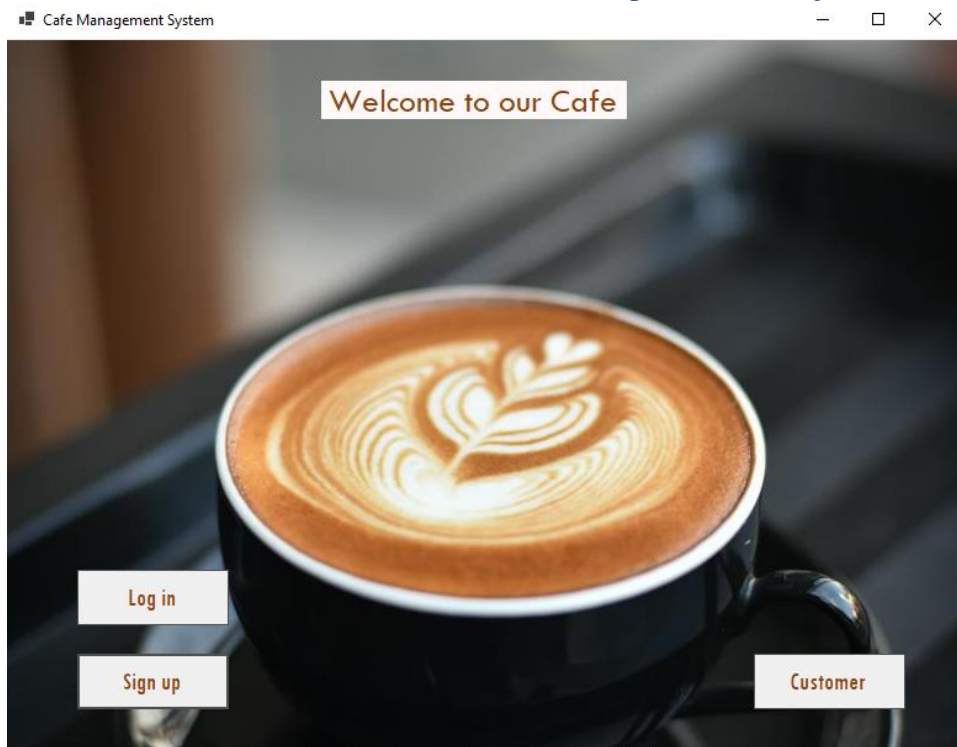 Cafe Management System
Welcome to our Cafe
Log in
Sign up
Customer